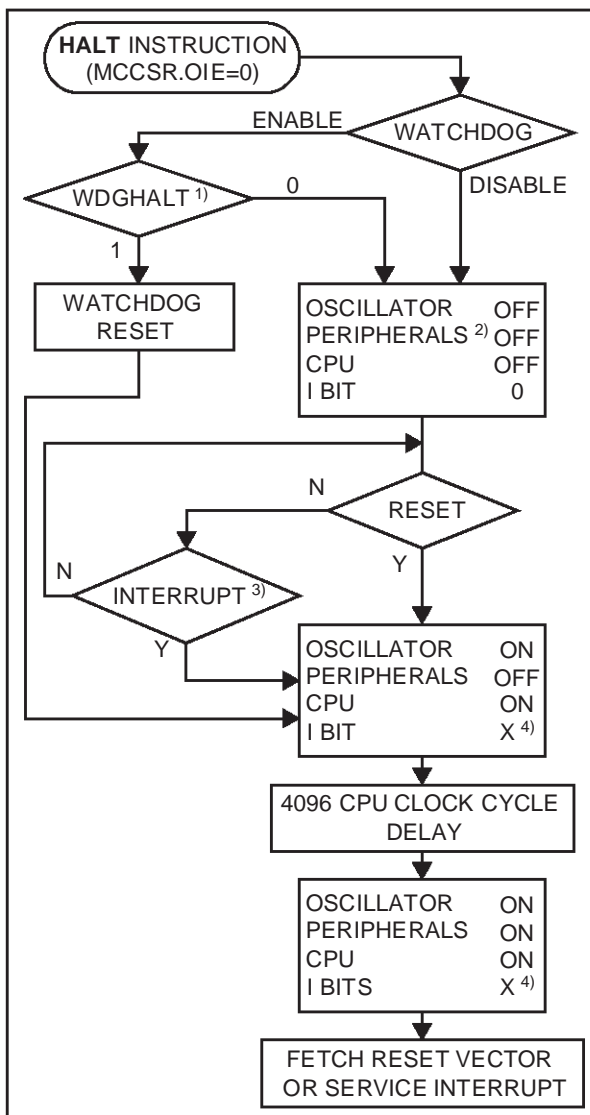 HALT INSTRUCTION
(MCCSR.OIE=0)
ENABLE
WATCHDOG
WDGHALT 1)
0
DISABLE
1
WATCHDOG
RESET
OSCILLATOR OFF
PERIPHERALS 2) OFF
CPU OFF
I BIT 0
N
RESET
N
Y
INTERRUPT 3)
Y
OSCILLATOR ON
PERIPHERALS OFF
CPU ON
I BIT X 4)
4096 CPU CLOCK CYCLE
DELAY
OSCILLATOR ON
PERIPHERALS ON
CPU ON
I BITS X 4)
FETCH RESET VECTOR
OR SERVICE INTERRUPT